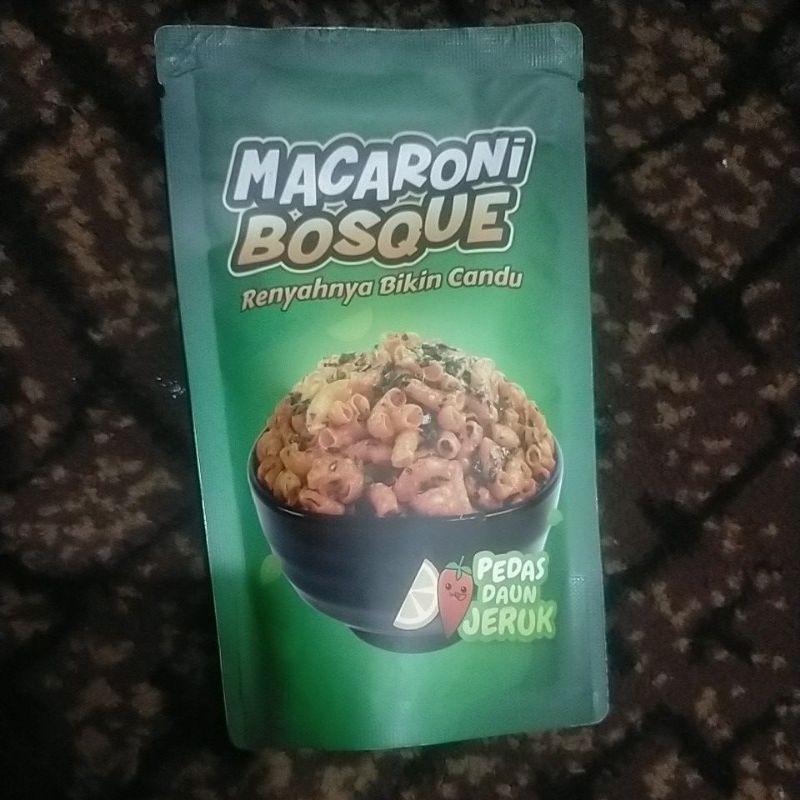 MACARONi
BOSQUE
Renyahnya Bikin Candu
PEDAS
DAUN
JERUK